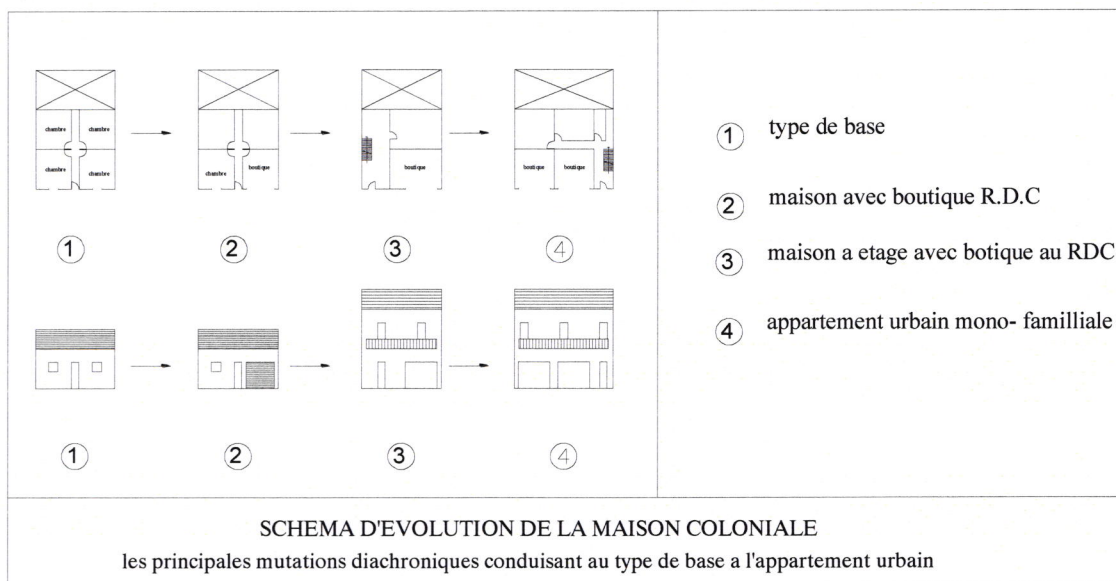 chambre chambre
chambre chambre
chambre boutique
boutique
boutique boutique
1 2 3 4
1 2 3 4
1 type de base
2 maison avec boutique R.D.C
3 maison a etage avec botique au RDC
4 appartement urbain mono- familliale
SCHEMA D'EVOLUTION DE LA MAISON COLONIALE
les principales mutations diachroniques conduisant au type de base a l'appartement urbain